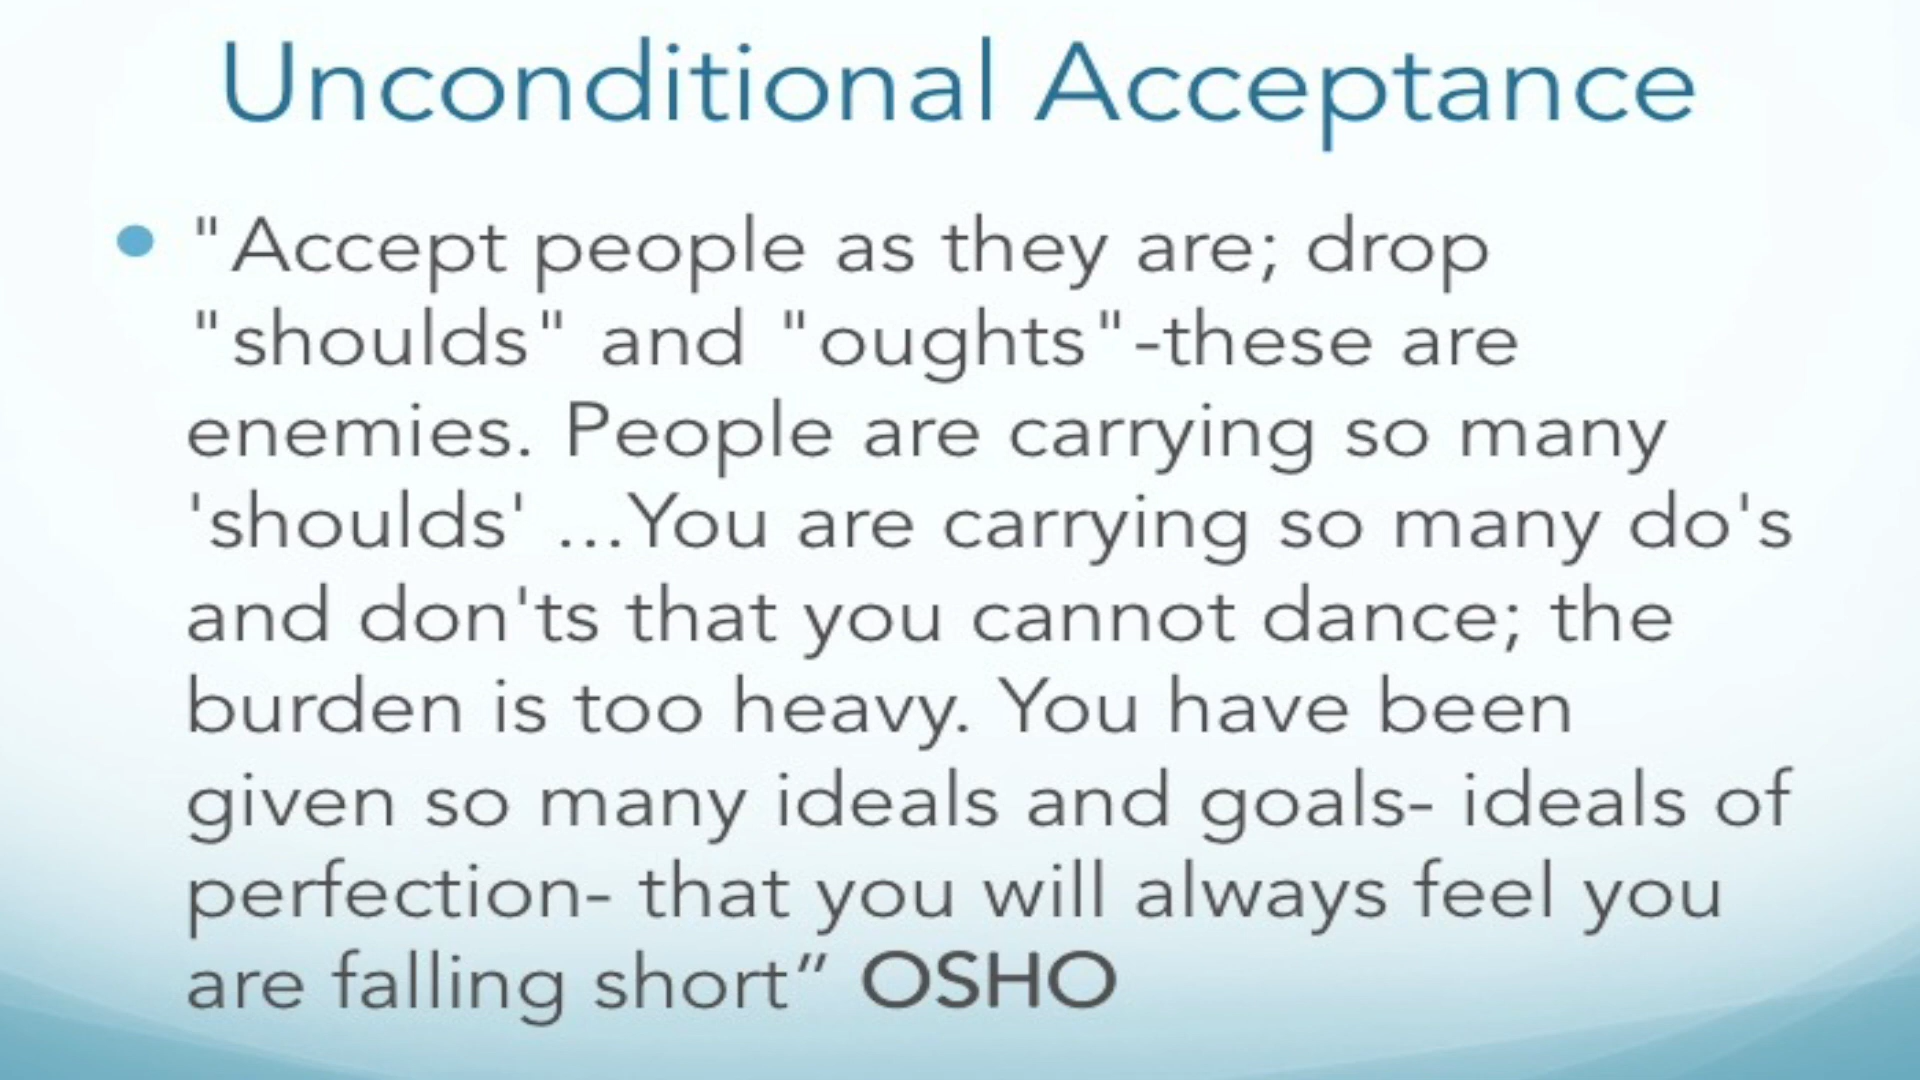 Unconditional Acceptance
• "Accept people as they are; drop
"shoulds" and "oughts"-these are
enemies. People are carrying so many
'shoulds' ...You are carrying so many do's
and don'ts that you cannot dance; the
burden is too heavy. You have been
given so many ideals and goals- ideals of
perfection- that you will always feel you
are falling short” OSHO